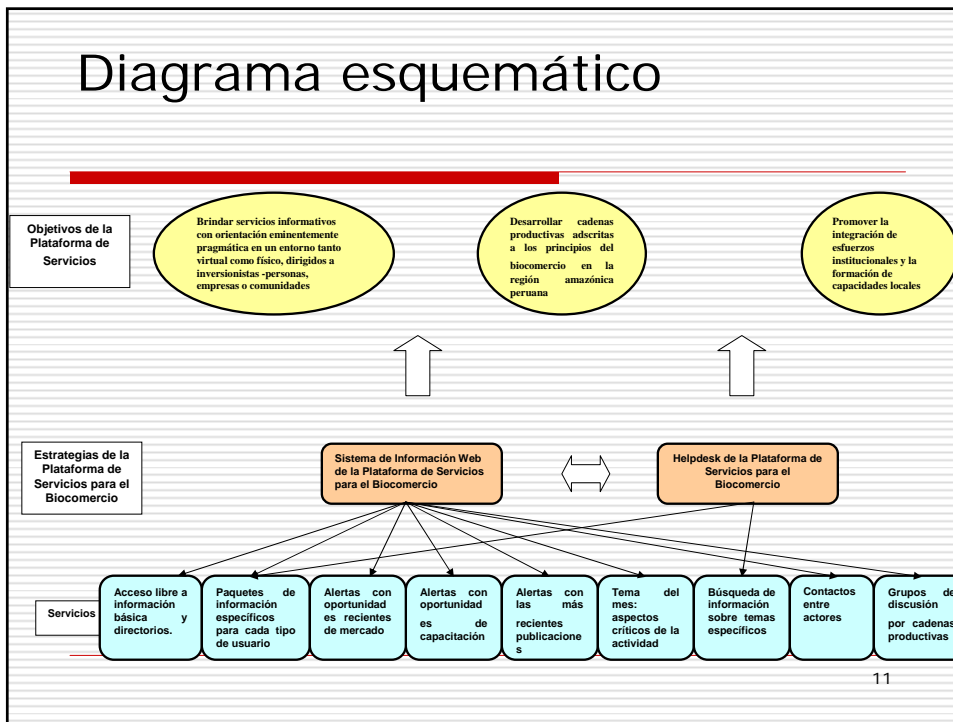 Diagrama esquemático
Objetivos de la
Plataforma de
Servicios
Brindar servicios informativos
con orientación eminentemente
pragmática en un entorno tanto
virtual como físico, dirigidos a
inversionistas -personas,
empresas o comunidades
Desarrollar cadenas
productivas adscritas
a los principios del
biocomercio en la
región amazónica
peruana
Promover la
integración de
esfuerzos
institucionales y la
formación de
capacidades locales
Estrategias de la
Plataforma de
Servicios para el
Biocomercio
Sistema de Información Web
de la Plataforma de Servicios
para el Biocomercio
Helpdesk de la Plataforma de
Servicios para el
Biocomercio
Servicios
Acceso libre a
información
básica y
directorios.
Paquetes de
información
específicos
para cada tipo
de usuario
Alertas con
oportunidad
es recientes
de mercado
Alertas con
oportunidad
es de
capacitación
Alertas con
las más
recientes
publicacione
s
Tema del
mes:
aspectos
críticos de la
actividad
Búsqueda de
información
sobre temas
específicos
Contactos
entre
actores
Grupos de
discusión
por cadenas
productivas
11